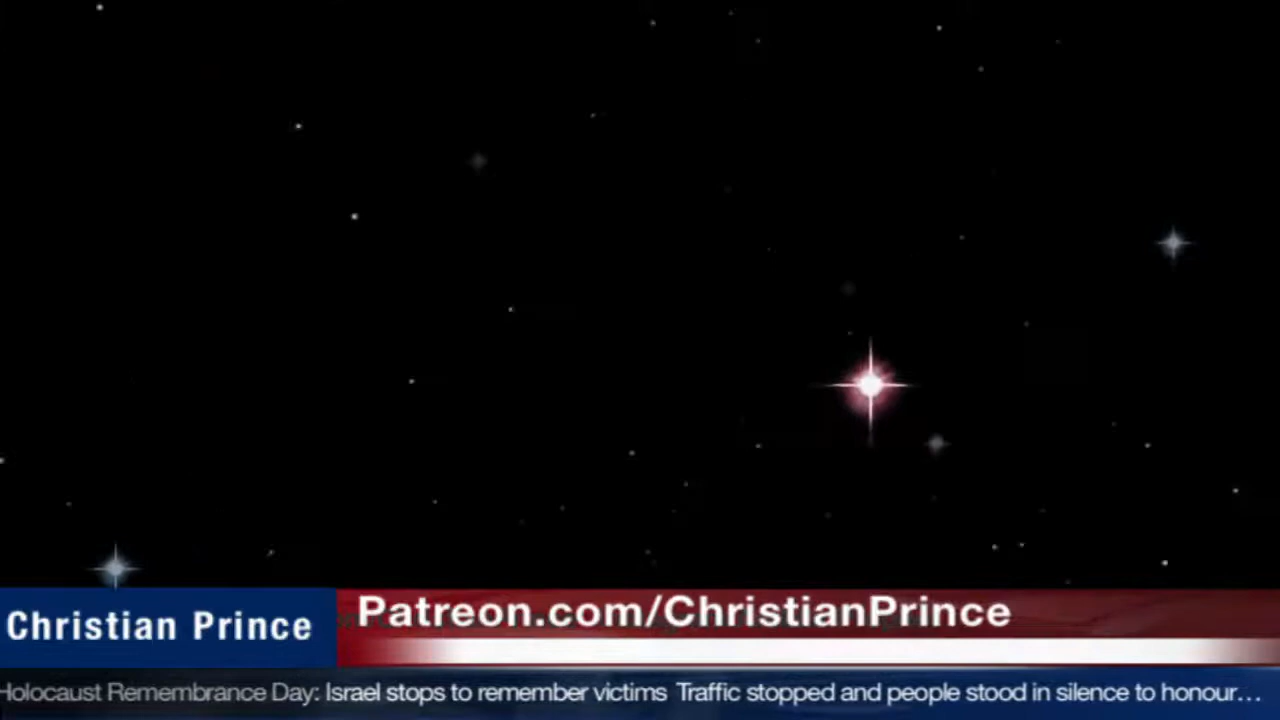 Patreon.com/ChristianPrince
Christian Prince
Holocaust Remembrance Day: Israel stops to remember victims Traffic stopped and people stood in silence to honour…